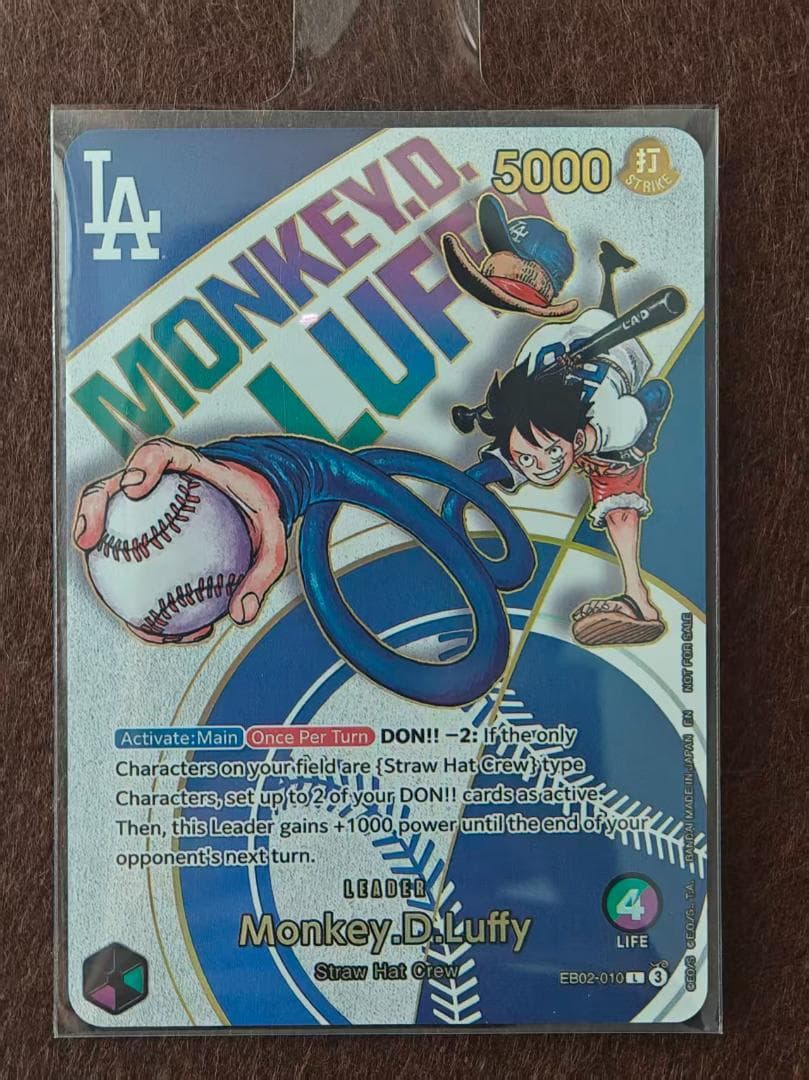 LA
MONKEY.D.
LUFFY
5000
打
STRIKE
LA
LAD
Activate:Main Once Per Turn DON!! −2: If the only
Characters on your field are {Straw Hat Crew} type
Characters, set up to 2 of your DON!! cards as active.
Then, this Leader gains +1000 power until the end of your
opponent's next turn.
LEADER
Monkey.D.Luffy
Straw Hat Crew
4
LIFE
EB02-010 L 3
©E.O/S ©E.O./S., T.A. BANDAI MADE IN JAPAN EN NOT FOR SALE